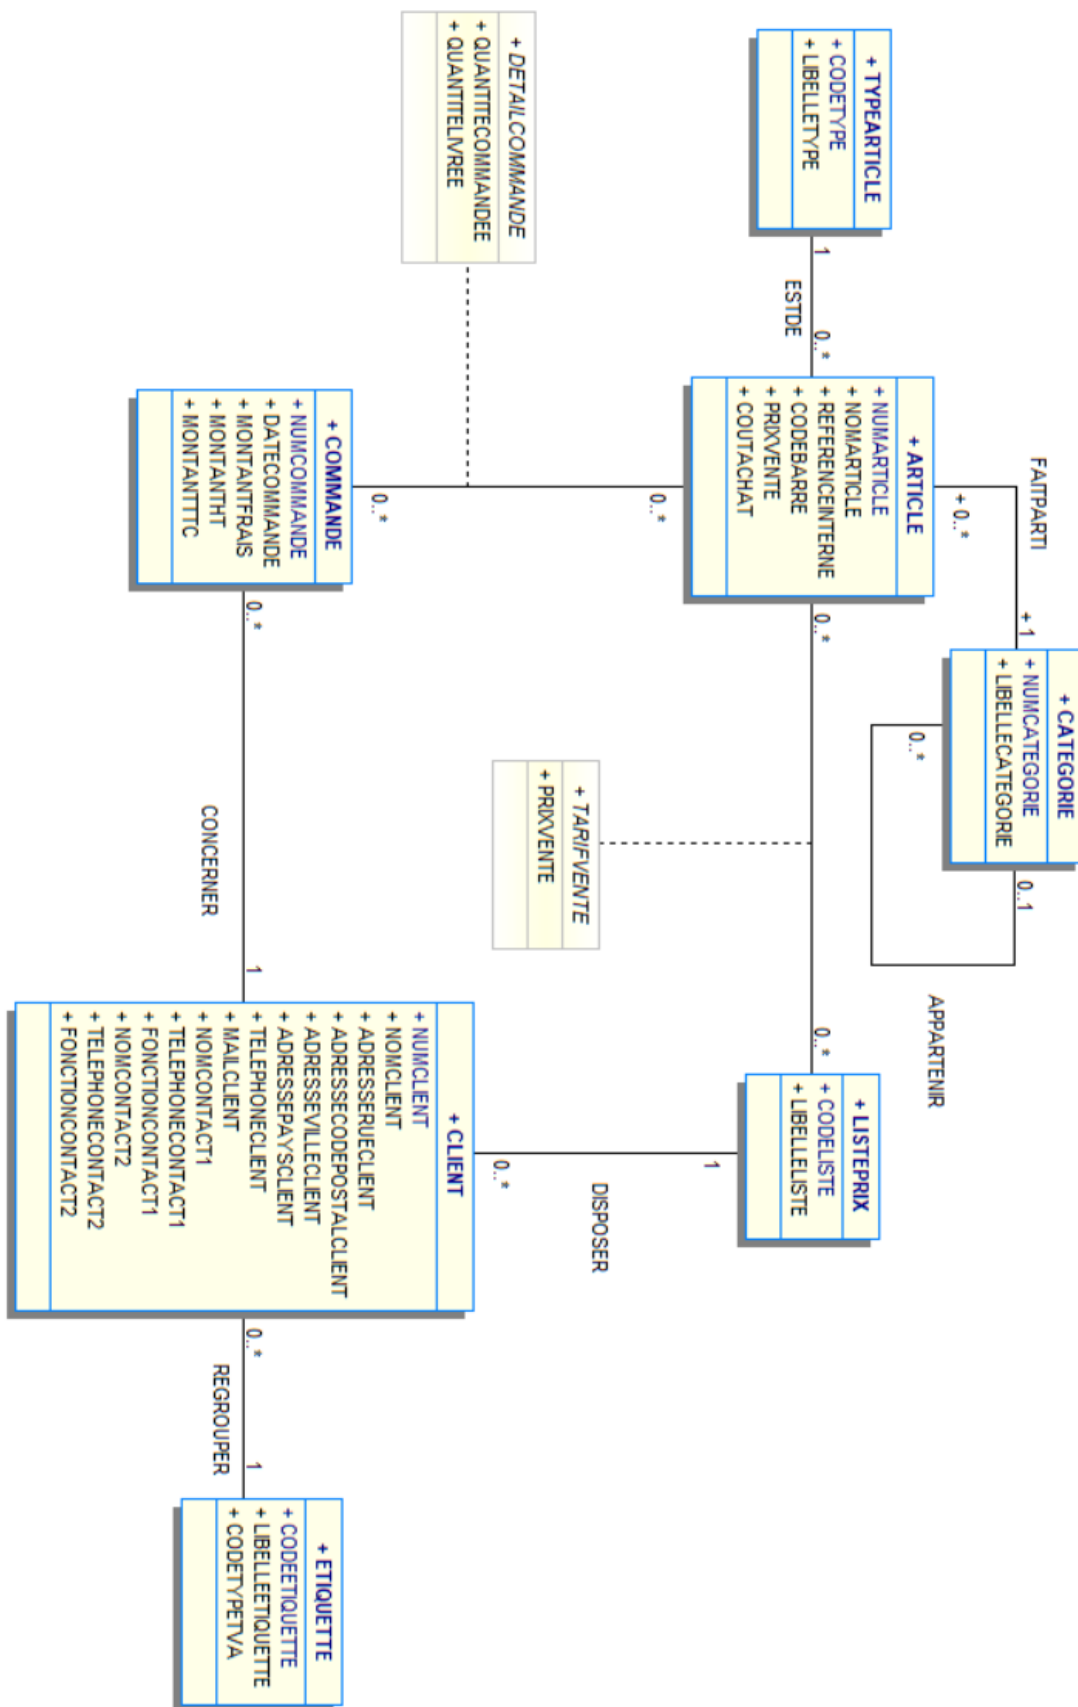 + TYPEARTICLE
+ CODETYPE
+ LIBELLETYPE
1
ESTDE
0..*
+ DETAILCOMMANDE
+ QUANTITECOMMANDEE
+ QUANTITELIVREE
+ ARTICLE
+ NUMARTICLE
+ NOMARTICLE
+ REFERENCEINTERNE
+ CODEBARRE
+ PRIXVENTE
+ COUTACHAT
FAITPARTI
+ 0..*
+ 1
+ CATEGORIE
+ NUMCATEGORIE
+ LIBELLECATEGORIE
0..*
0..1
APPARTENIR
0..*
0..*
+ COMMANDE
+ NUMCOMMANDE
+ DATECOMMANDE
+ MONTANTFRAIS
+ MONTANTHT
+ MONTANTTTC
0..*
+ TARIFVENTE
+ PRIXVENTE
0..*
0..*
+ LISTEPRIX
+ CODELISTE
+ LIBELLELISTE
1
DISPOSER
0..*
0..*
CONCERNER
1
+ CLIENT
+ NUMCLIENT
+ NOMCLIENT
+ ADRESSERUECLIENT
+ ADRESSECODEPOSTALCLIENT
+ ADRESSEVILLECLIENT
+ ADRESSEPAYSCLIENT
+ TELEPHONECLIENT
+ MAILCLIENT
+ NOMCONTACT1
+ TELEPHONECONTACT1
+ FONCTIONCONTACT1
+ NOMCONTACT2
+ TELEPHONECONTACT2
+ FONCTIONCONTACT2
0..*
REGROUPER
1
+ ETIQUETTE
+ CODEETIQUETTE
+ LIBELLEETIQUETTE
+ CODETYPETVA